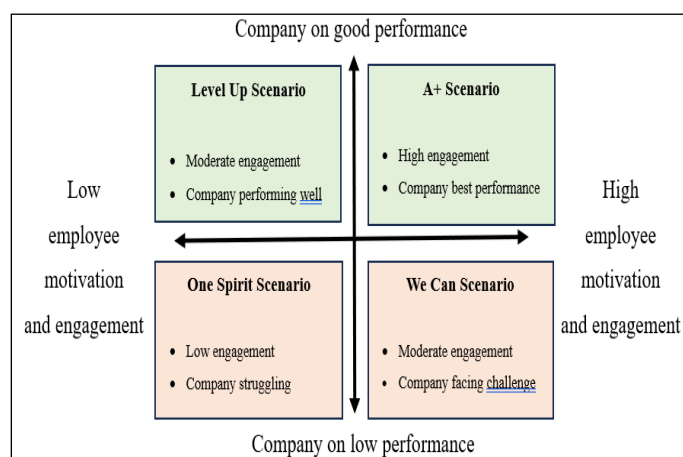 Company on good performance
Level Up Scenario
• Moderate engagement
• Company performing well
A+ Scenario
• High engagement
• Company best performance
Low
employee
motivation
and engagement
High
employee
motivation
and engagement
One Spirit Scenario
• Low engagement
• Company struggling
We Can Scenario
• Moderate engagement
• Company facing challenge
Company on low performance